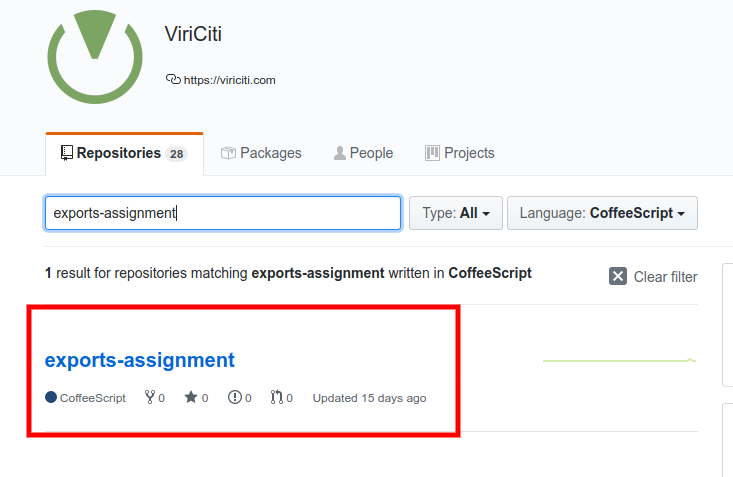 ViriCiti
https://viriciti.com
Repositories 28 Packages People Projects
exports-assignment Type: All Language: CoffeeScript
1 result for repositories matching exports-assignment written in CoffeeScript Clear filter
exports-assignment
CoffeeScript 0 0 0 0 Updated 15 days ago